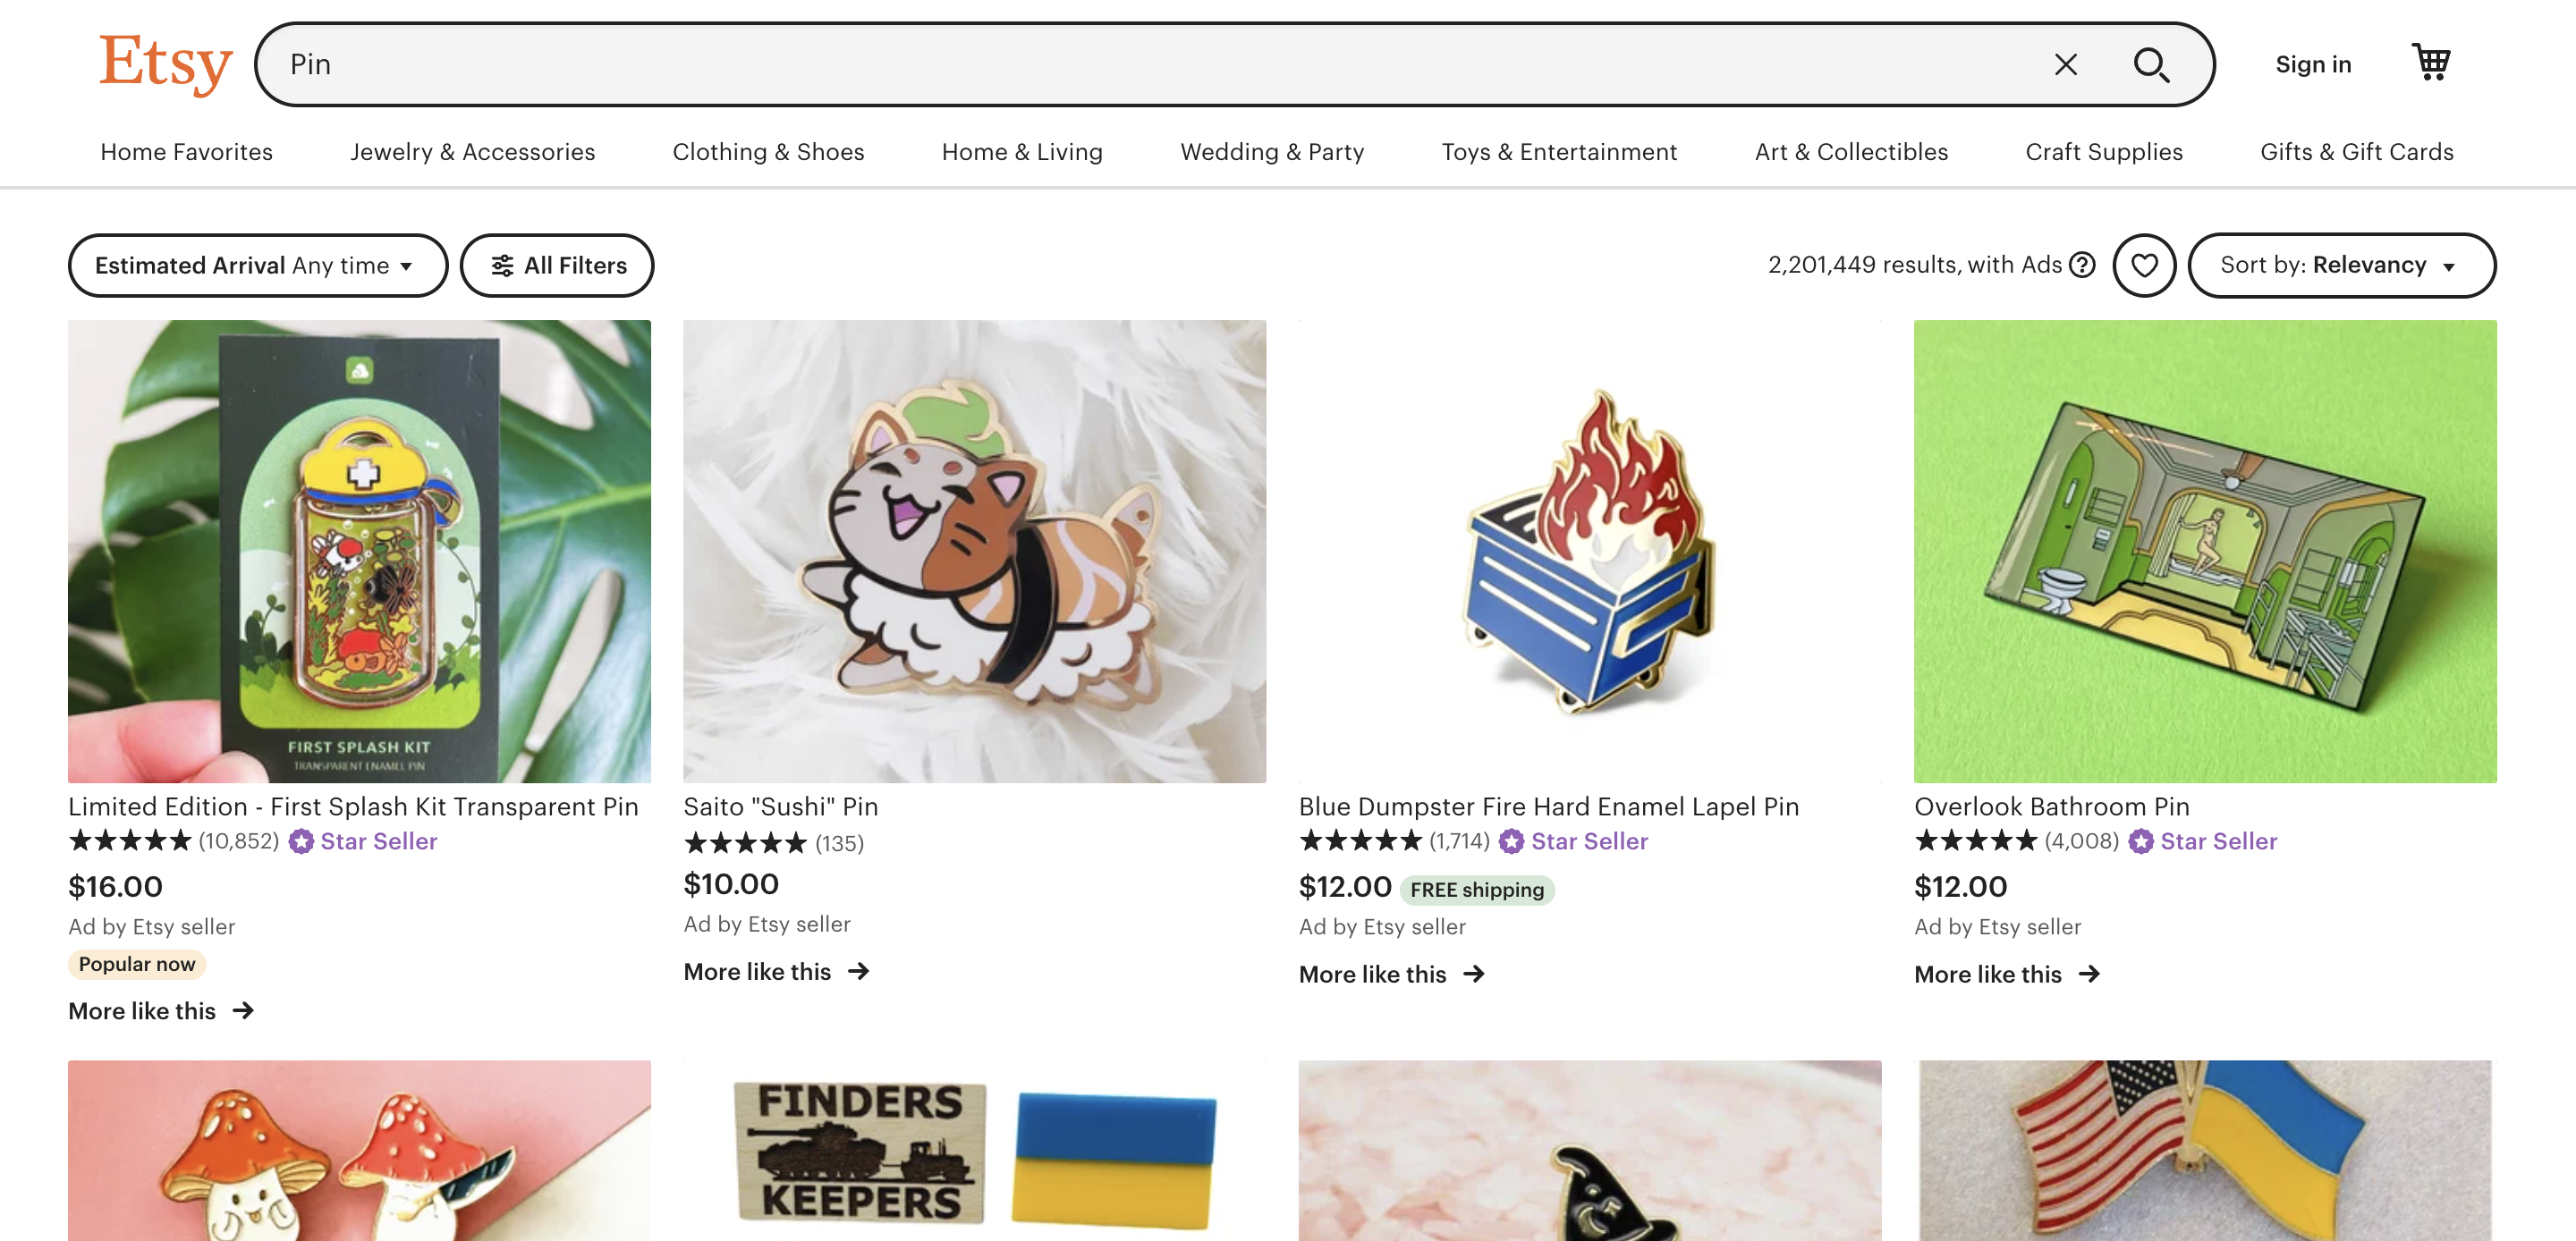 Etsy
Pin
Sign in
Home Favorites
Jewelry & Accessories
Clothing & Shoes
Home & Living
Wedding & Party
Toys & Entertainment
Art & Collectibles
Craft Supplies
Gifts & Gift Cards
Estimated Arrival Any time
All Filters
2,201,449 results, with Ads
Sort by: Relevancy
FIRST SPLASH KIT
TRANSPARENT ENAMEL PIN
Limited Edition - First Splash Kit Transparent Pin
(10,852) Star Seller
$16.00
Ad by Etsy seller
Popular now
More like this
Saito "Sushi" Pin
(135)
$10.00
Ad by Etsy seller
More like this
Blue Dumpster Fire Hard Enamel Lapel Pin
(1,714) Star Seller
$12.00 FREE shipping
Ad by Etsy seller
More like this
Overlook Bathroom Pin
(4,008) Star Seller
$12.00
Ad by Etsy seller
More like this
FINDERS
KEEPERS